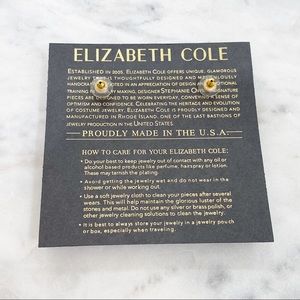 ELIZABETH COLE
ESTABLISHED IN 2005, ELIZABETH COLE OFFERS UNIQUE, GLAMOROUS
JEWELRY THOUGHTFULLY DESIGNED AND
HANDCRAFTED IN AN APPRECIATION OF DESIGN AND
TRAINING MAKING, DESIGNER STEPHANIE
PIECES ARE DESIGNED TO BE WORN EVERYDAY SENSE OF
OPTIMISM AND CONFIDENCE. CELEBRATING THE HERITAGE AND EVOLUTION
OF COSTUME JEWELRY, ELIZABETH COLE IS PROUDLY DESIGNED AND
MANUFACTURED IN RHODE ISLAND, ONE OF THE LAST BASTIONS OF
JEWELRY PRODUCTION IN THE UNITED STATES.
PROUDLY MADE IN THE U.S.A.
HOW TO CARE FOR YOUR ELIZABETH COLE:
• Do your best to keep jewelry out of contact with any oil or
alcohol based products like perfume, hairspray or lotion.
These may tarnish the plating.
• Avoid getting the jewelry wet and do not wear in the
shower or while working out.
• Use a soft jewelry cloth to clean your pieces after several
wears. This will help maintain the glorious luster of the
stones and metal. Do not use any silver or brass polish, or
other jewelry cleaning solutions to clean the jewelry.
• It is best to always store your jewelry in a jewelry pouch
or box, especially when traveling.